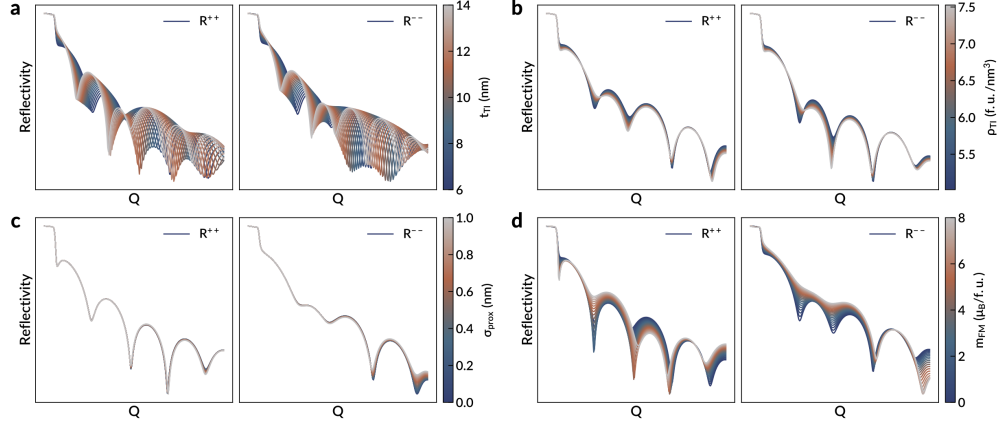 a
R⁺⁺
R⁻⁻
14
12
10
8
6
t_TI (nm)
Reflectivity
Q
Q
b
R⁺⁺
R⁻⁻
7.5
7.0
6.5
6.0
5.5
ρ_TI (f. u./nm³)
Reflectivity
Q
Q
c
R⁺⁺
R⁻⁻
1.0
0.8
0.6
0.4
0.2
0.0
σ_prox (nm)
Reflectivity
Q
Q
d
R⁺⁺
R⁻⁻
8
6
4
2
0
m_FM (μ_B/f. u.)
Reflectivity
Q
Q